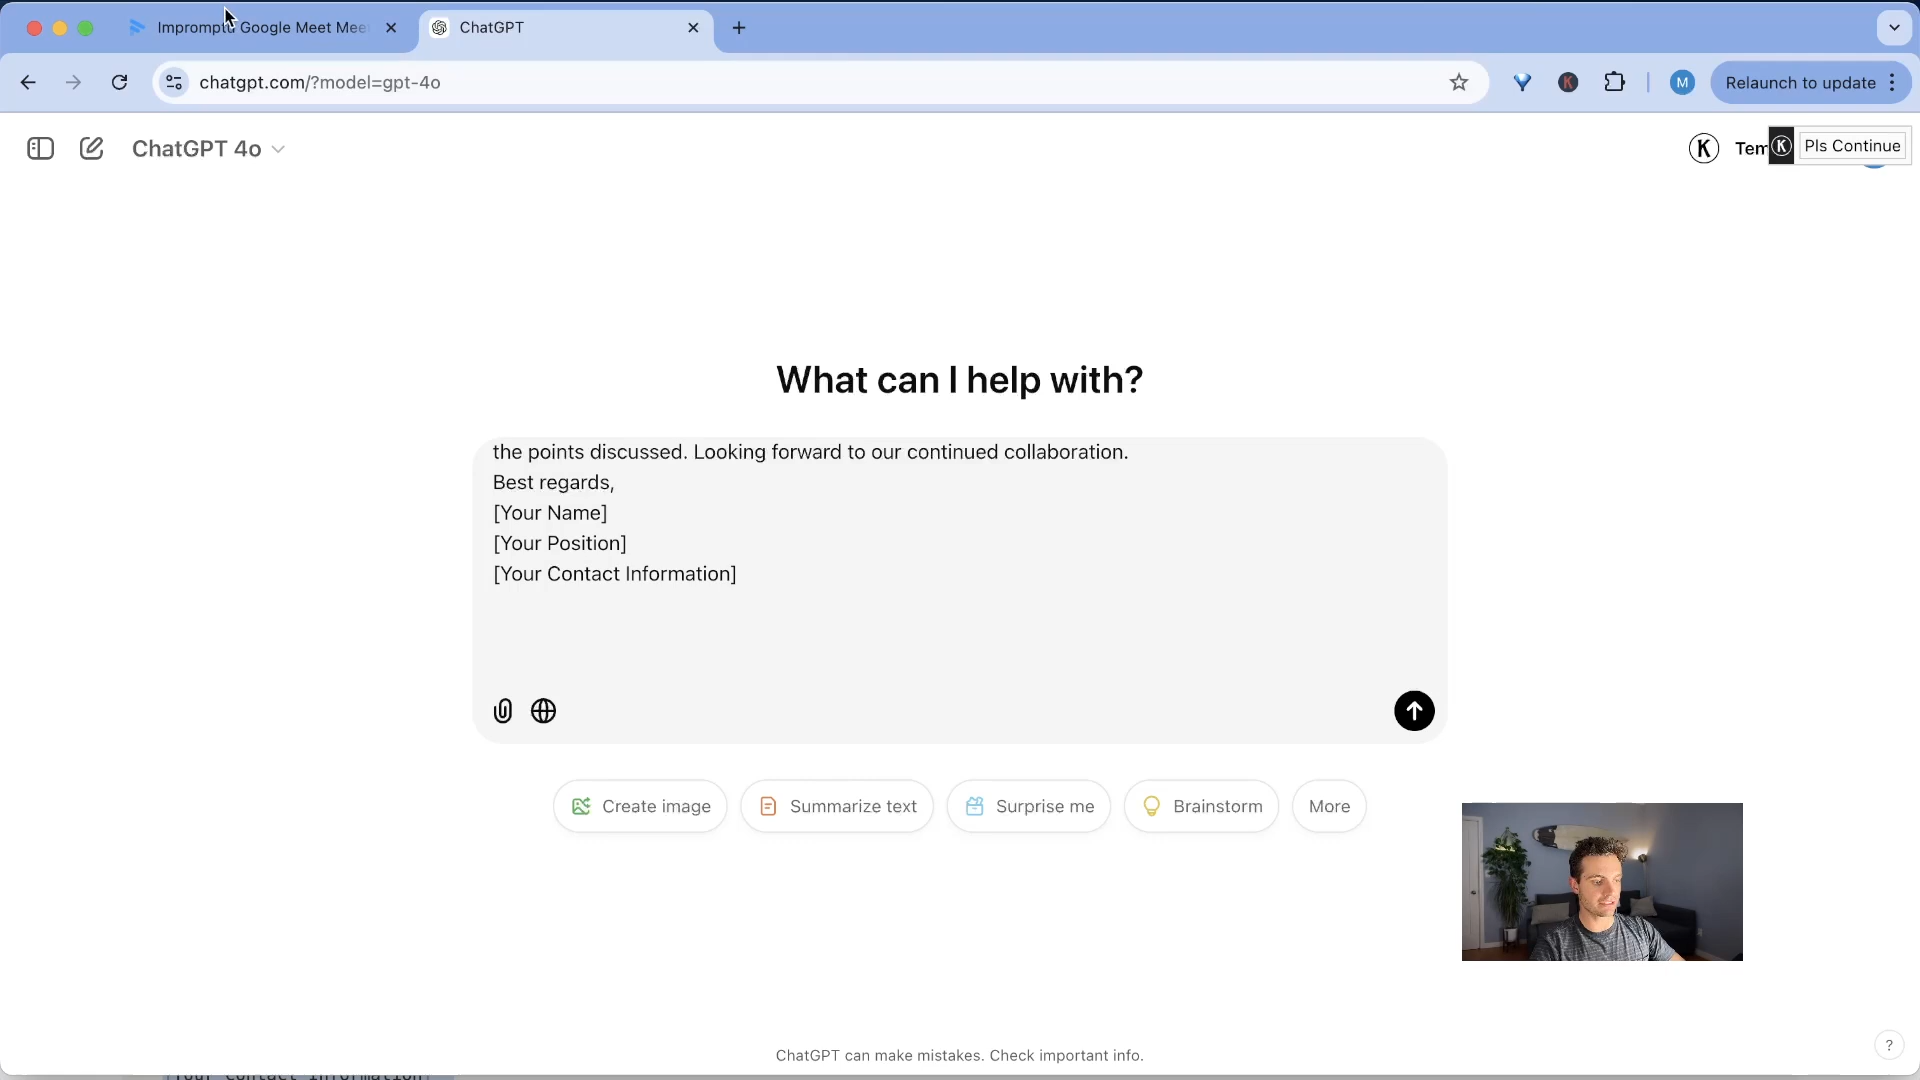 Impromptu Google Meet Mee
ChatGPT
chatgpt.com/?model=gpt-4o
K
M
Relaunch to update
ChatGPT 4o
K
Tem
K
Pls Continue
What can I help with?
the points discussed. Looking forward to our continued collaboration.
Best regards,
[Your Name]
[Your Position]
[Your Contact Information]
Create image
Summarize text
Surprise me
Brainstorm
More
ChatGPT can make mistakes. Check important info.
?